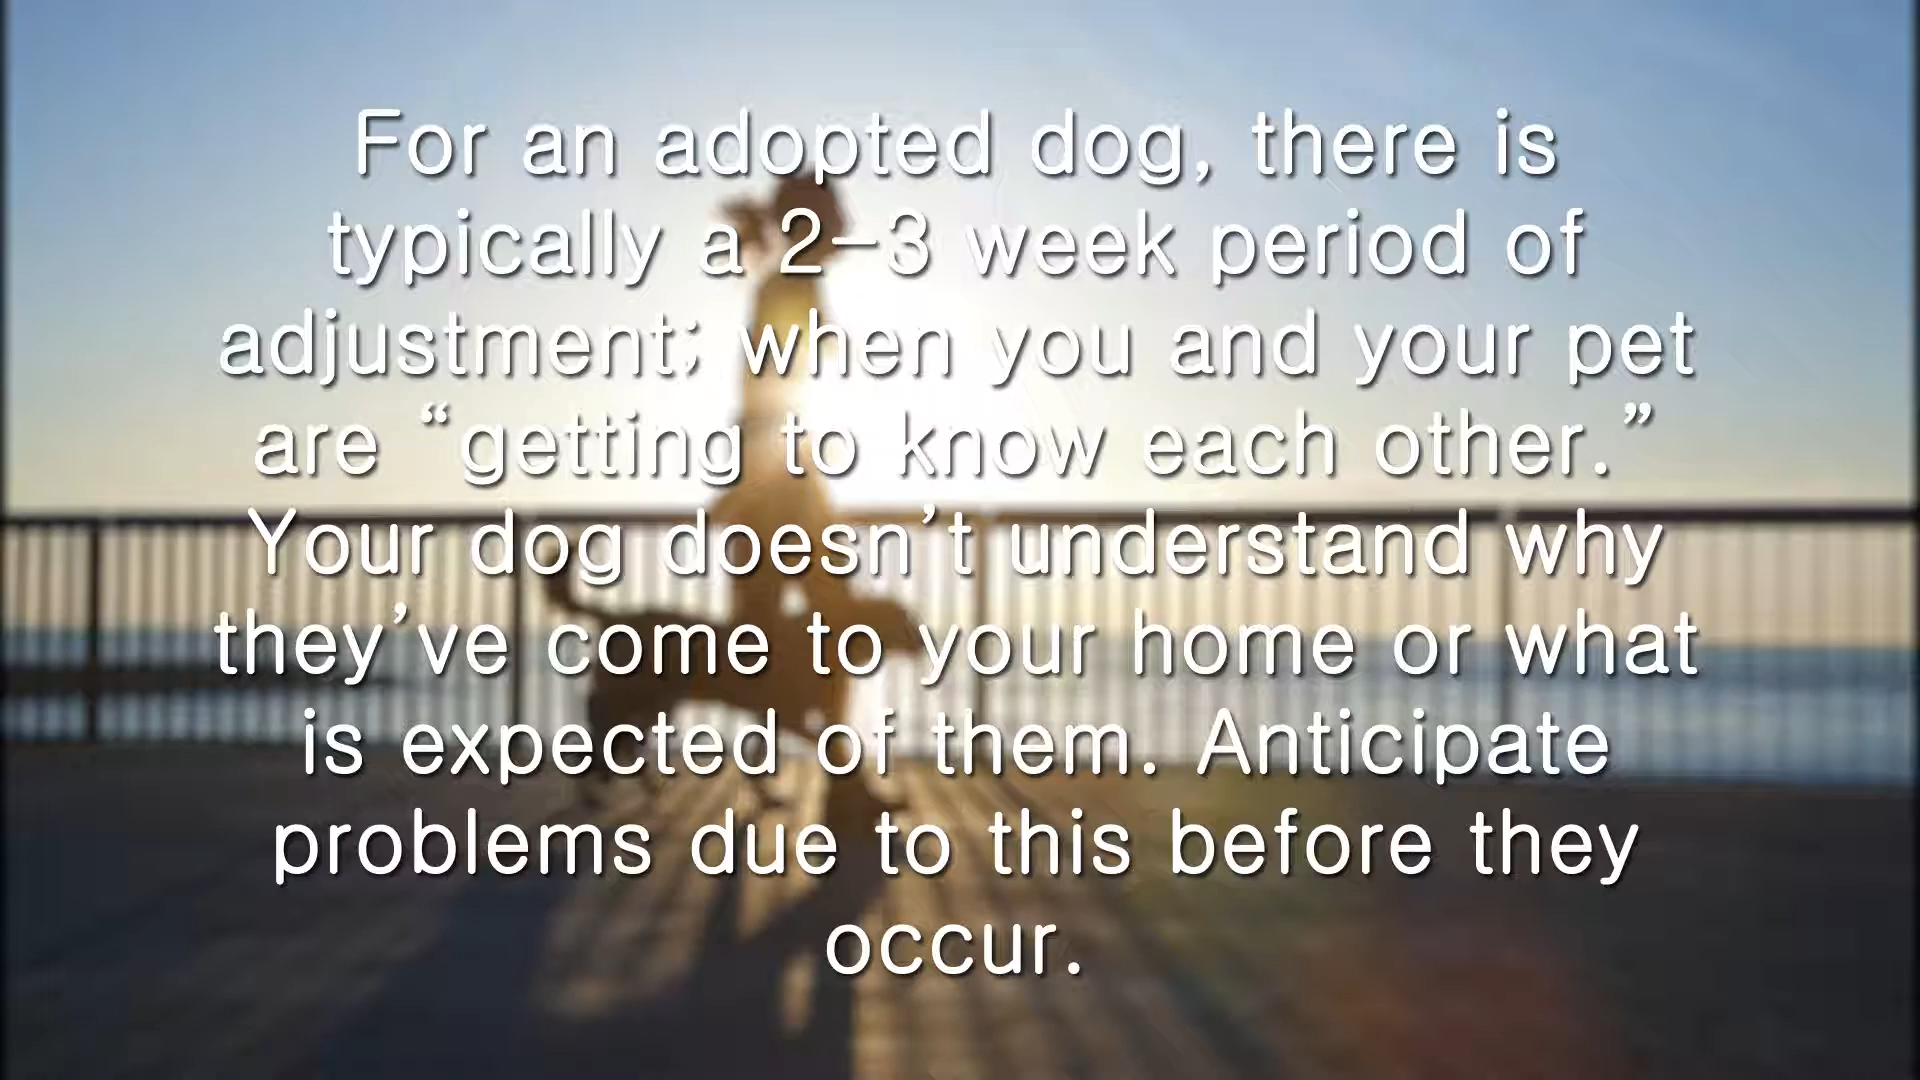 For an adopted dog, there is
typically a 2-3 week period of
adjustment; when you and your pet
are “getting to know each other.”
Your dog doesn’t understand why
they’ve come to your home or what
is expected of them. Anticipate
problems due to this before they
occur.